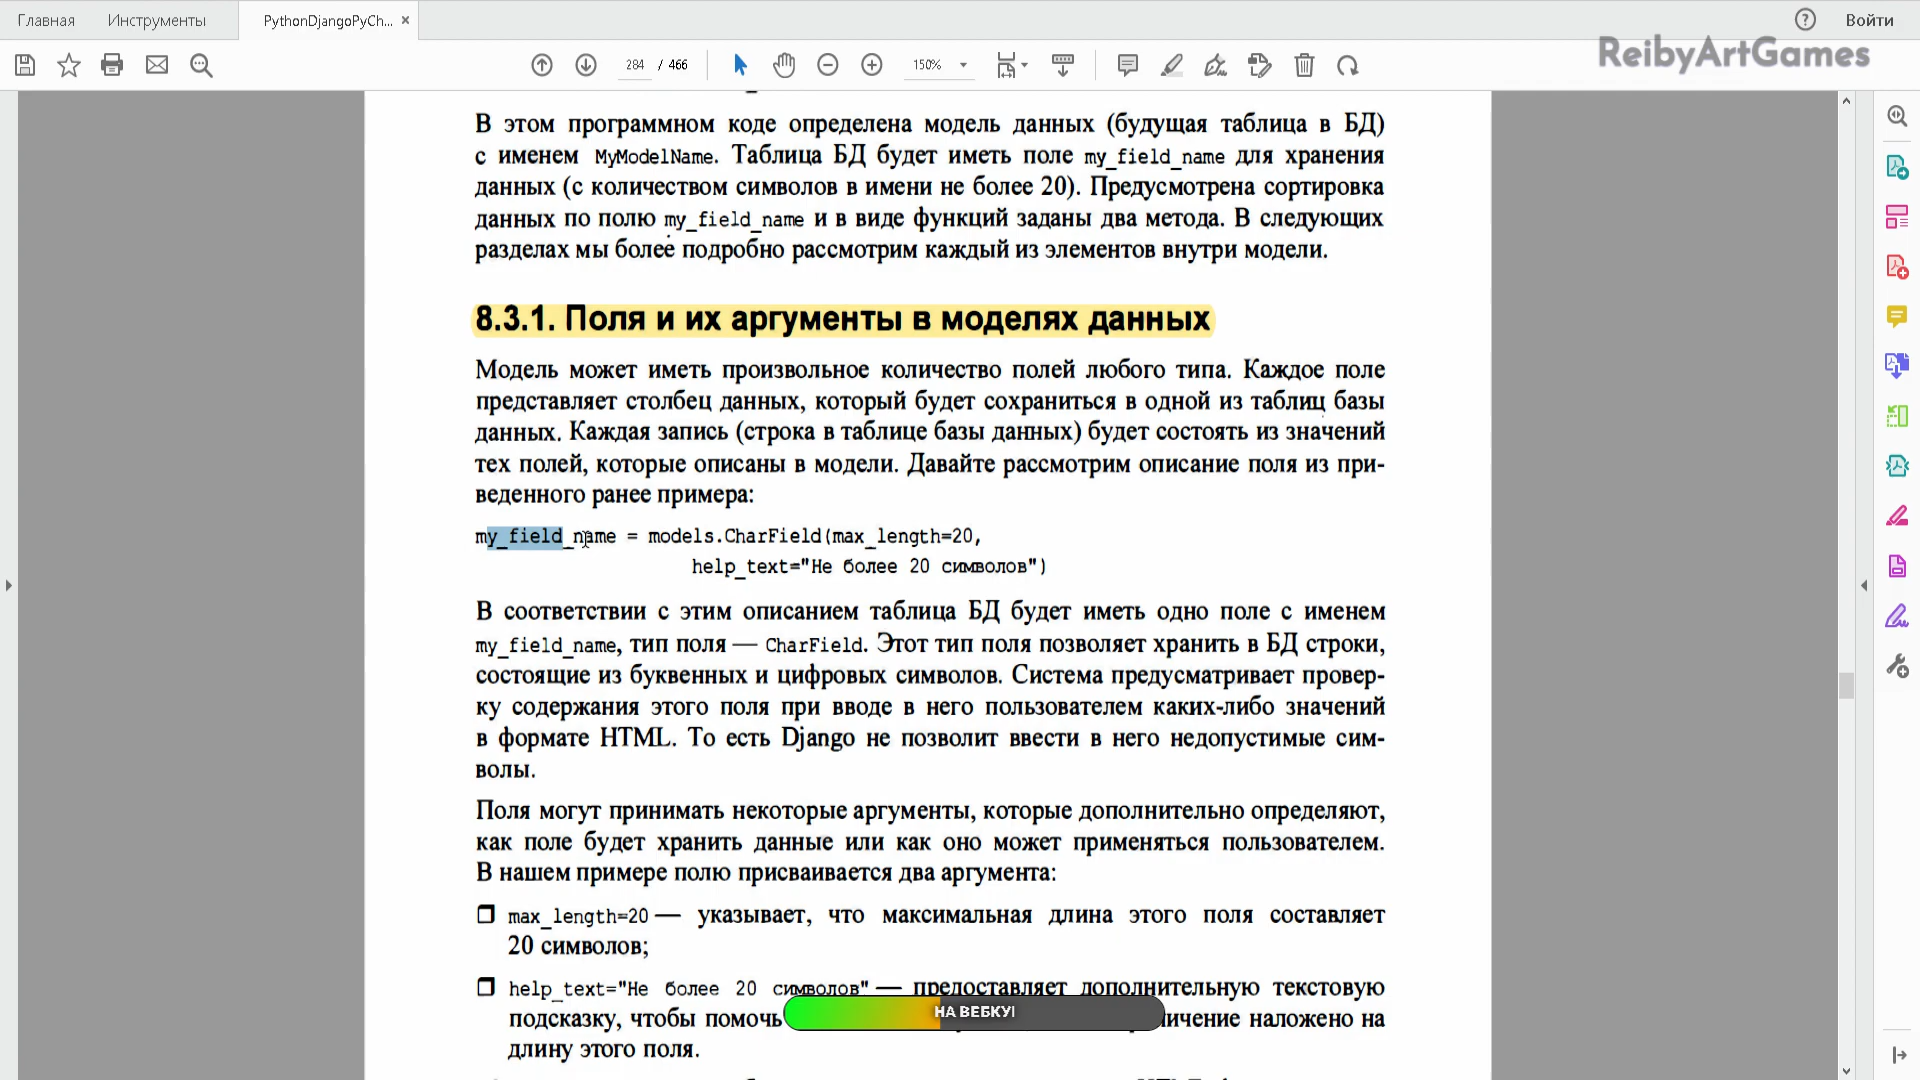 Главная Инструменты PythonDjangoPyCh... × Войти
ReibyArtGames
284 / 466 150%
В этом программном коде определена модель данных (будущая таблица в БД)
с именем MyModelName. Таблица БД будет иметь поле my_field_name для хранения
данных (с количеством символов в имени не более 20). Предусмотрена сортировка
данных по полю my_field_name и в виде функций заданы два метода. В следующих
разделах мы более подробно рассмотрим каждый из элементов внутри модели.
8.3.1. Поля и их аргументы в моделях данных
Модель может иметь произвольное количество полей любого типа. Каждое поле
представляет столбец данных, который будет сохраниться в одной из таблиц базы
данных. Каждая запись (строка в таблице базы данных) будет состоять из значений
тех полей, которые описаны в модели. Давайте рассмотрим описание поля из при-
веденного ранее примера:
my_field_name = models.CharField(max_length=20,
help_text="Не более 20 символов")
В соответствии с этим описанием таблица БД будет иметь одно поле с именем
my_field_name, тип поля — CharField. Этот тип поля позволяет хранить в БД строки,
состоящие из буквенных и цифровых символов. Система предусматривает провер-
ку содержания этого поля при вводе в него пользователем каких-либо значений
в формате HTML. То есть Django не позволит ввести в него недопустимые сим-
волы.
Поля могут принимать некоторые аргументы, которые дополнительно определяют,
как поле будет хранить данные или как оно может применяться пользователем.
В нашем примере полю присваивается два аргумента:
max_length=20 — указывает, что максимальная длина этого поля составляет
20 символов;
help_text="Не более 20 символов" — предоставляет дополнительную текстовую
подсказку, чтобы помочь НА ВЕБКУ! наложено на
длину этого поля.